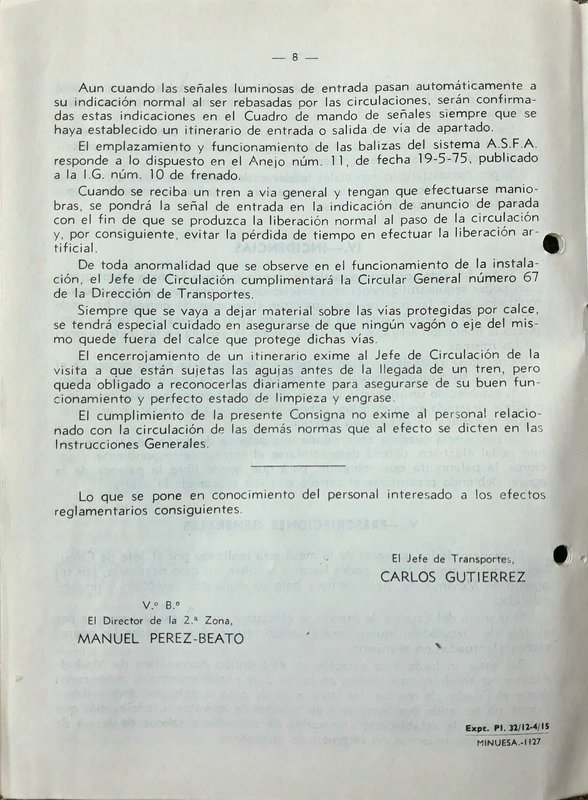 — 8 —
Aun cuando las señales luminosas de entrada pasan automáticamente a
su indicación normal al ser rebasadas por las circulaciones, serán confirma-
das estas indicaciones en el Cuadro de mando de señales siempre que se
haya establecido un itinerario de entrada o salida de vía de apartado.
El emplazamiento y funcionamiento de las balizas del sistema A.S.F.A.
responde a lo dispuesto en el Anejo núm. 11, de fecha 19-5-75, publicado
a la I.G. núm. 10 de frenado.
Cuando se reciba un tren a vía general y tengan que efectuarse manio-
bras, se pondrá la señal de entrada en la indicación de anuncio de parada
con el fin de que se produzca la liberación normal al paso de la circulación
y, por consiguiente, evitar la pérdida de tiempo en efectuar la liberación ar-
tificial.
De toda anormalidad que se observe en el funcionamiento de la instala-
ción, el Jefe de Circulación cumplimentará la Circular General número 67
de la Dirección de Transportes.
Siempre que se vaya a dejar material sobre las vías protegidas por calce,
se tendrá especial cuidado en asegurarse de que ningún vagón o eje del mis-
mo quede fuera del calce que protege dichas vías.
El encerrojamiento de un itinerario exime al Jefe de Circulación de la
visita a que están sujetas las agujas antes de la llegada de un tren, pero
queda obligado a reconocerlas diariamente para asegurarse de su buen fun-
cionamiento y perfecto estado de limpieza y engrase.
El cumplimiento de la presente Consigna no exime al personal relacio-
nado con la circulación de las demás normas que al efecto se dicten en las
Instrucciones Generales.
Lo que se pone en conocimiento del personal interesado a los efectos
reglamentarios consiguientes.
El Jefe de Transportes,
CARLOS GUTIERREZ
V.º B.º
El Director de la 2.ª Zona,
MANUEL PEREZ-BEATO
Expt. Pl. 32/12-4/15
MINUESA.-1127